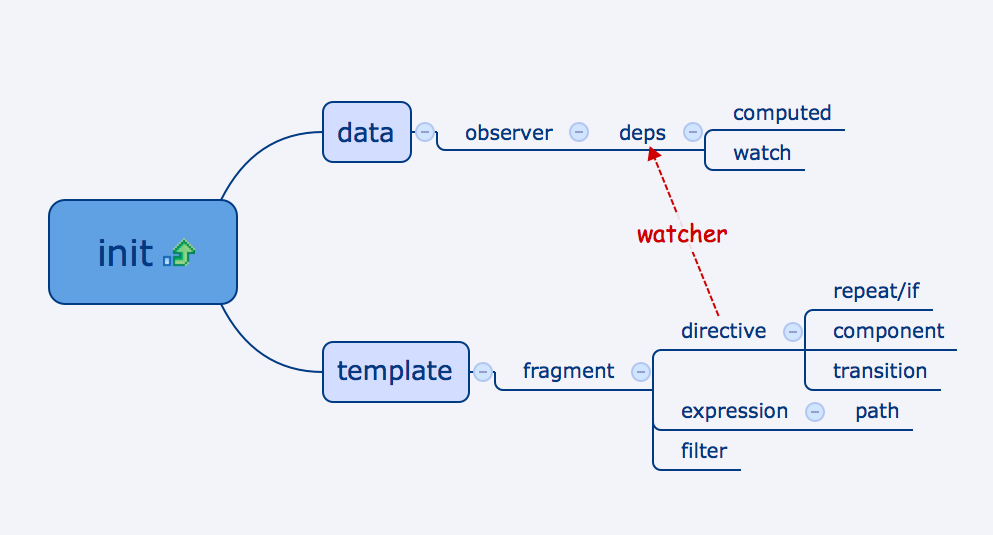 init
data
observer
deps
computed
watch
watcher
template
fragment
directive
repeat/if
component
transition
expression
path
filter